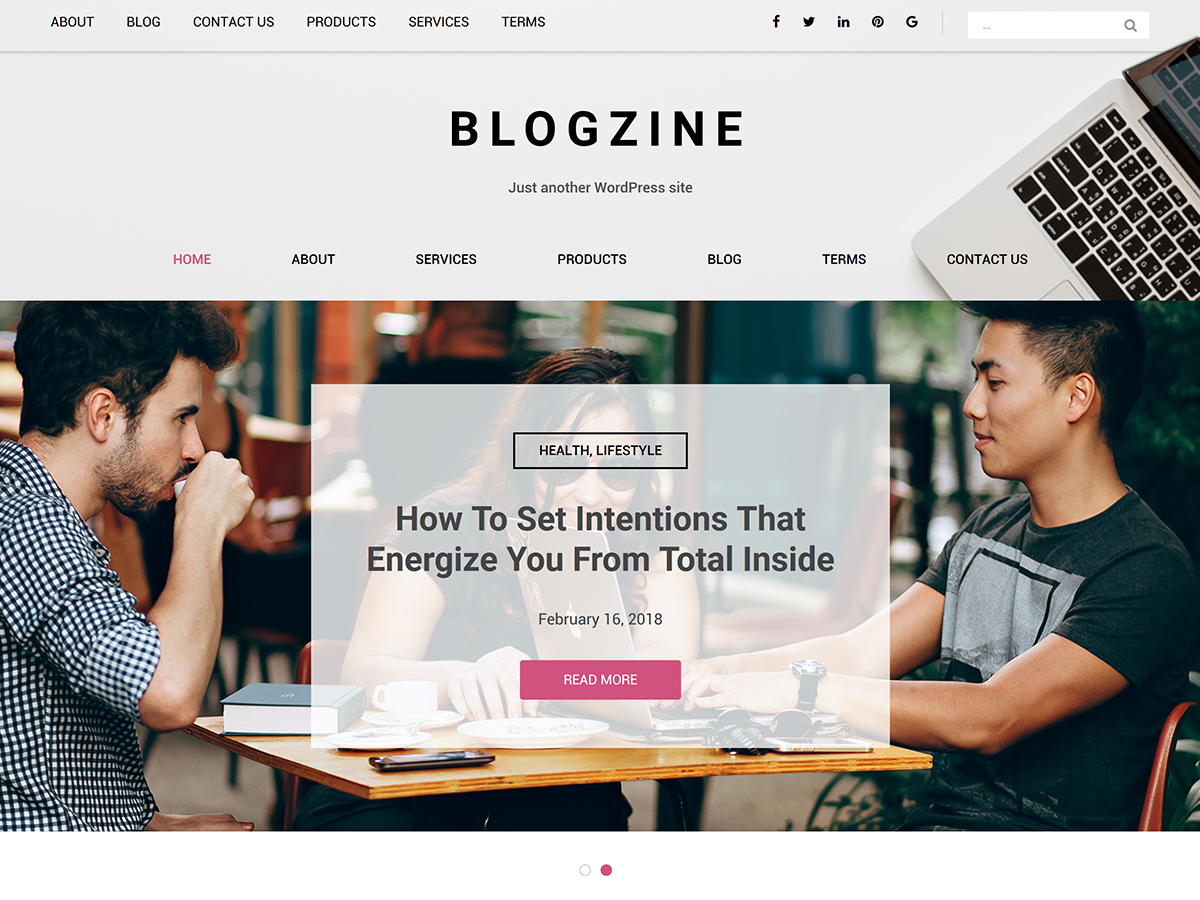 ABOUT BLOG CONTACT US PRODUCTS SERVICES TERMS
...
BLOGZINE
Just another WordPress site
HOME ABOUT SERVICES PRODUCTS BLOG TERMS CONTACT US
HEALTH, LIFESTYLE
How To Set Intentions That
Energize You From Total Inside
February 16, 2018
READ MORE